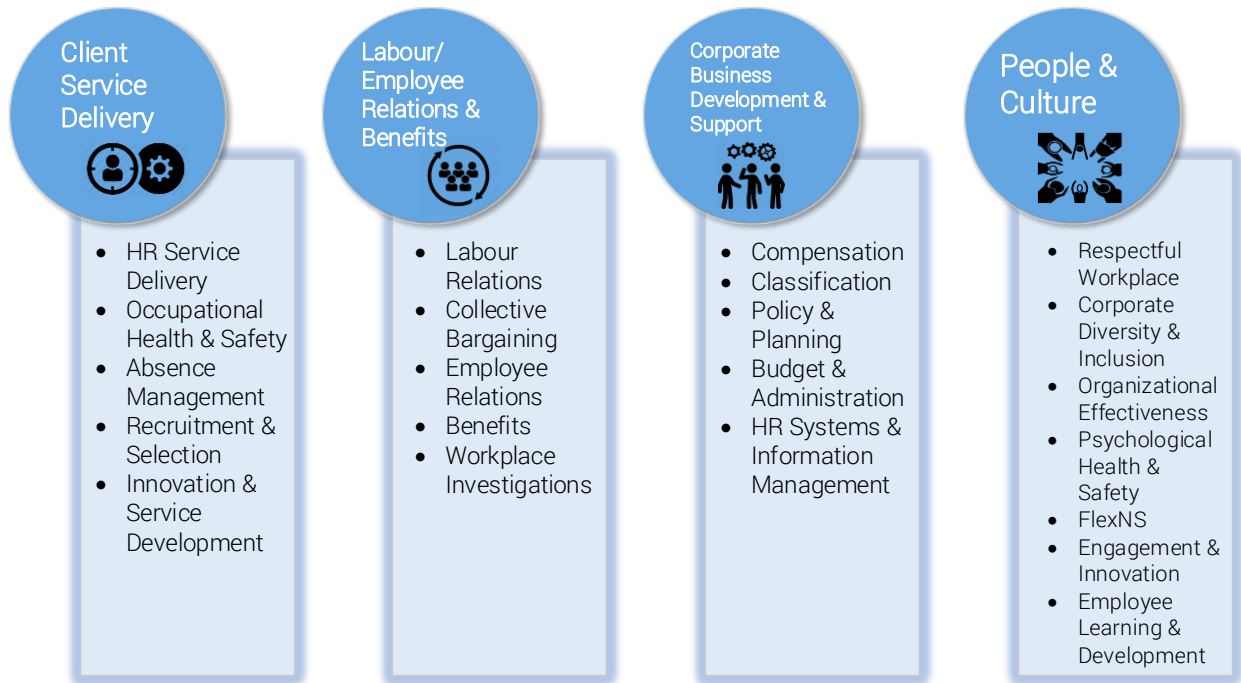 Client
Service
Delivery
• HR Service
Delivery
• Occupational
Health & Safety
• Absence
Management
• Recruitment &
Selection
• Innovation &
Service
Development
Labour/
Employee
Relations &
Benefits
• Labour
Relations
• Collective
Bargaining
• Employee
Relations
• Benefits
• Workplace
Investigations
Corporate
Business
Development &
Support
• Compensation
• Classification
• Policy &
Planning
• Budget &
Administration
• HR Systems &
Information
Management
People &
Culture
• Respectful
Workplace
• Corporate
Diversity &
Inclusion
• Organizational
Effectiveness
• Psychological
Health &
Safety
• FlexNS
• Engagement &
Innovation
• Employee
Learning &
Development